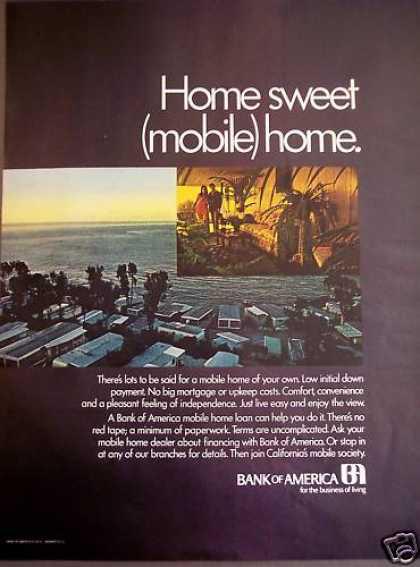 Home sweet
(mobile) home.
There's lots to be said for a mobile home of your own. Low initial down
payment. No big mortgage or upkeep costs. Comfort, convenience
and a pleasant feeling of independence. Just live easy and enjoy the view.
A Bank of America mobile home loan can help you do it. There's no
red tape; a minimum of paperwork. Terms are uncomplicated. Ask your
mobile home dealer about financing with Bank of America. Or stop in
at any of our branches for details. Then join California's mobile society.
BANK OF AMERICA BA
for the business of living